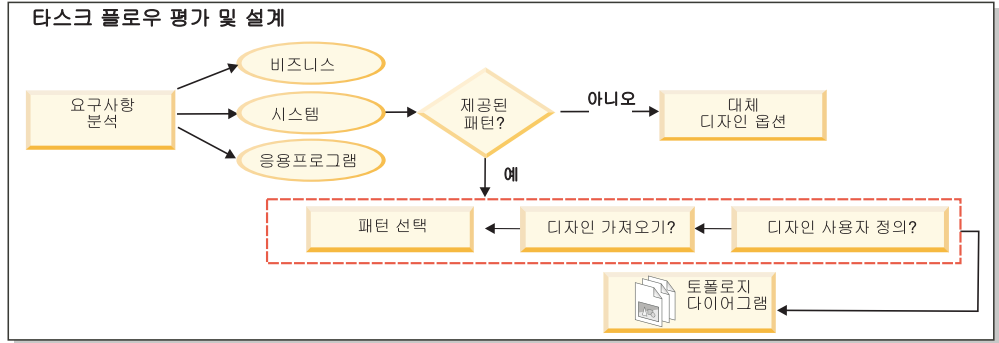 타스크 플로우 평가 및 설계
비즈니스
요구사항
분석
시스템
응용프로그램
제공된
패턴?
아니오
대체
디자인 옵션
예
패턴 선택
디자인 가져오기?
디자인 사용자 정의?
토폴로지
다이어그램